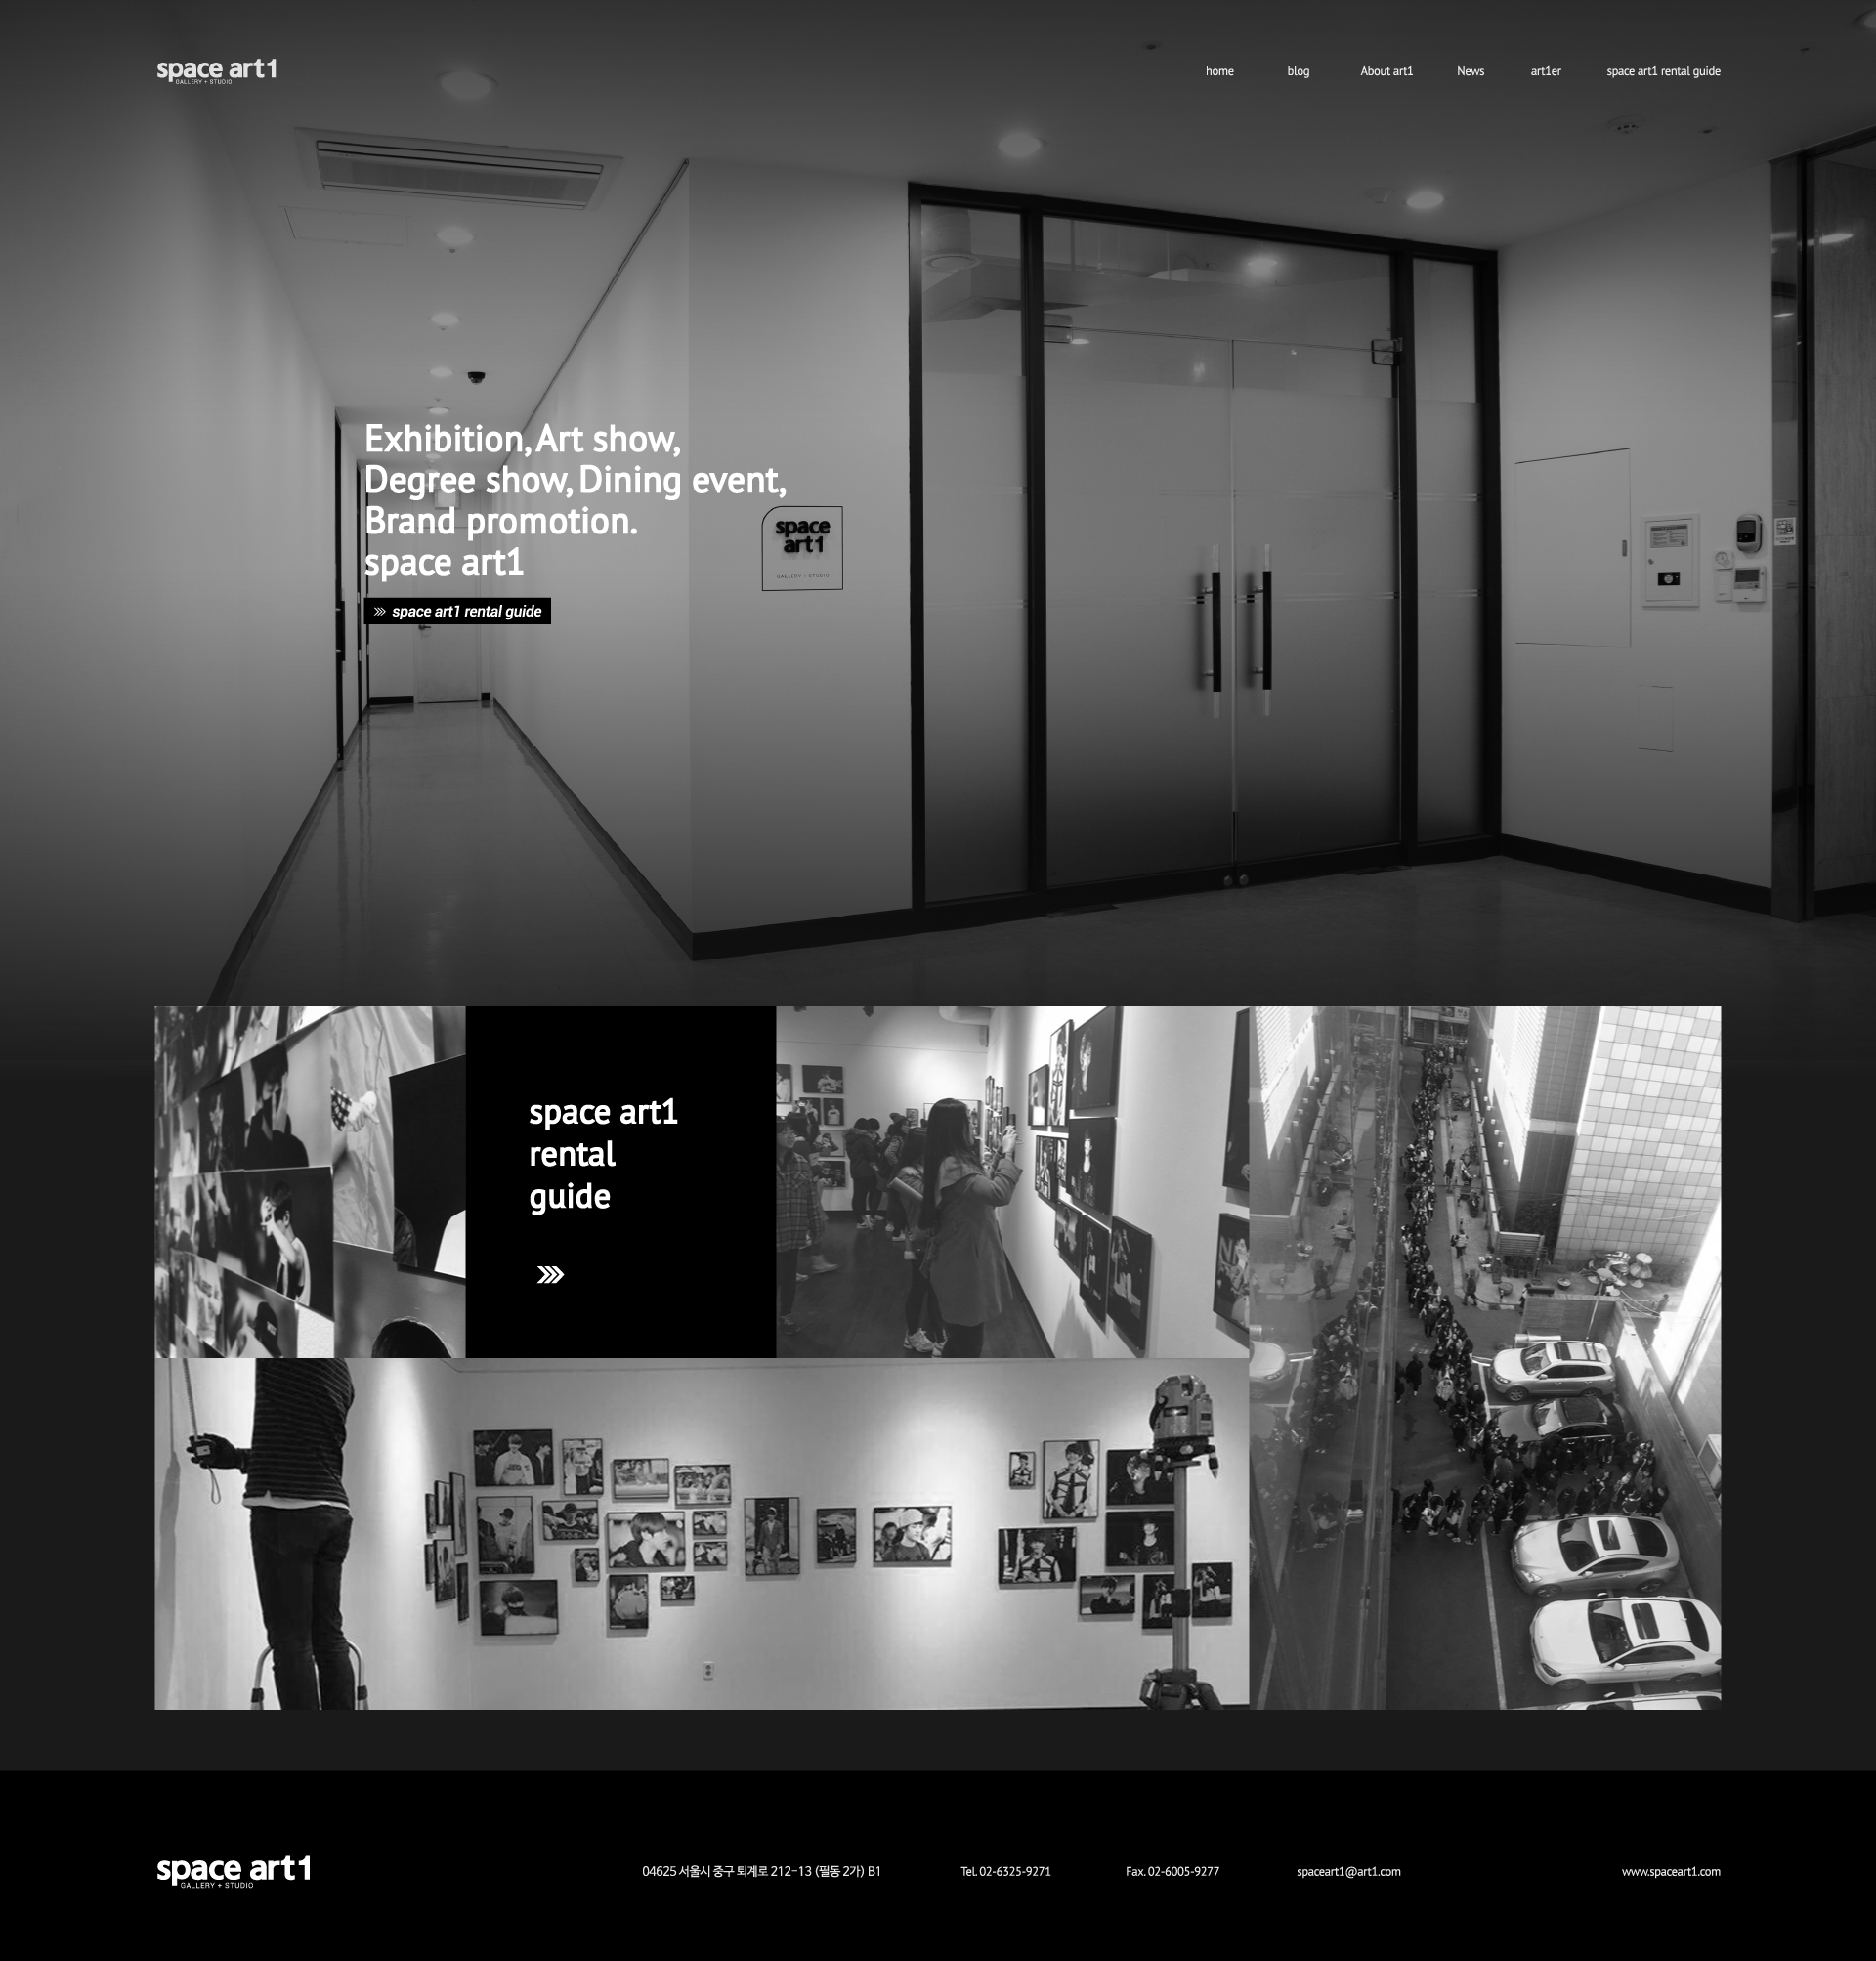 space art1
GALLERY + STUDIO
home
blog
About art1
News
art1er
space art1 rental guide
Exhibition, Art show,
Degree show, Dining event,
Brand promotion.
space art1
space art1 rental guide
space
art1
GALLERY + STUDIO
space art1
rental
guide
space art1
GALLERY + STUDIO
04625 서울시 중구 퇴계로 212-13 (필동 2가) B1
Tel. 02-6325-9271
Fax. 02-6005-9277
spaceart1@art1.com
www.spaceart1.com